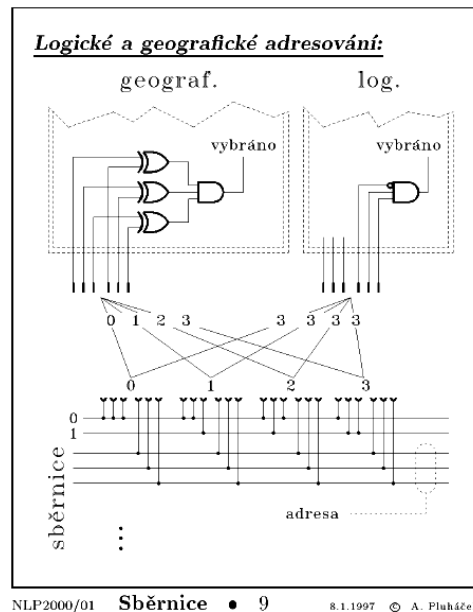 Logické a geografické adresování:
geograf. log.
vybráno vybráno
0 1 2 3 3 3 3 3
0 1 2 3
0
1
sběrnice
adresa
NLP2000/01 Sběrnice • 9 8.1.1997 © A. Pluháče